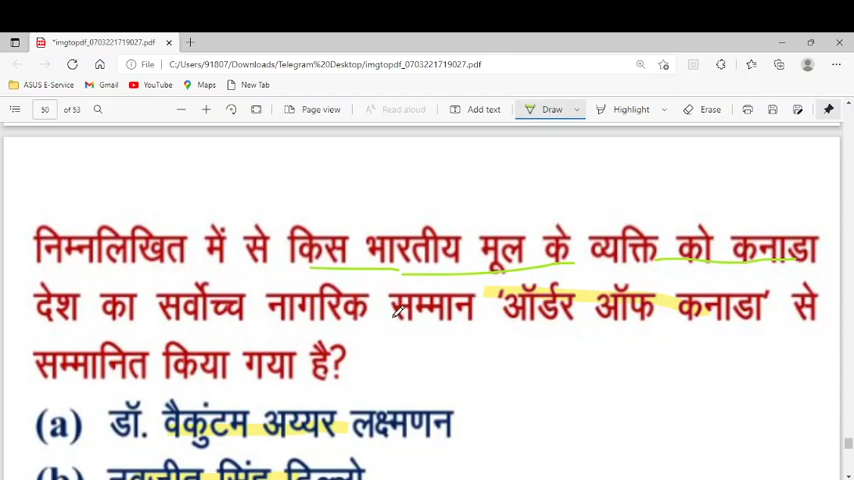 *imgtopdf_0703221719027.pdf
File C:/Users/91807/Downloads/Telegram%20Desktop/imgtopdf_0703221719027.pdf
ASUS E-Service Gmail YouTube Maps New Tab
50 of 53 Page view Read aloud Add text Draw Highlight Erase
निम्नलिखित में से किस भारतीय मूल के व्यक्ति को कनाडा
देश का सर्वोच्च नागरिक सम्मान ‘ऑर्डर ऑफ कनाडा’ से
सम्मानित किया गया है?
(a) डॉ. वैकुंटम अय्यर लक्ष्मणन
(b) नवजीत सिंह ढिल्लो